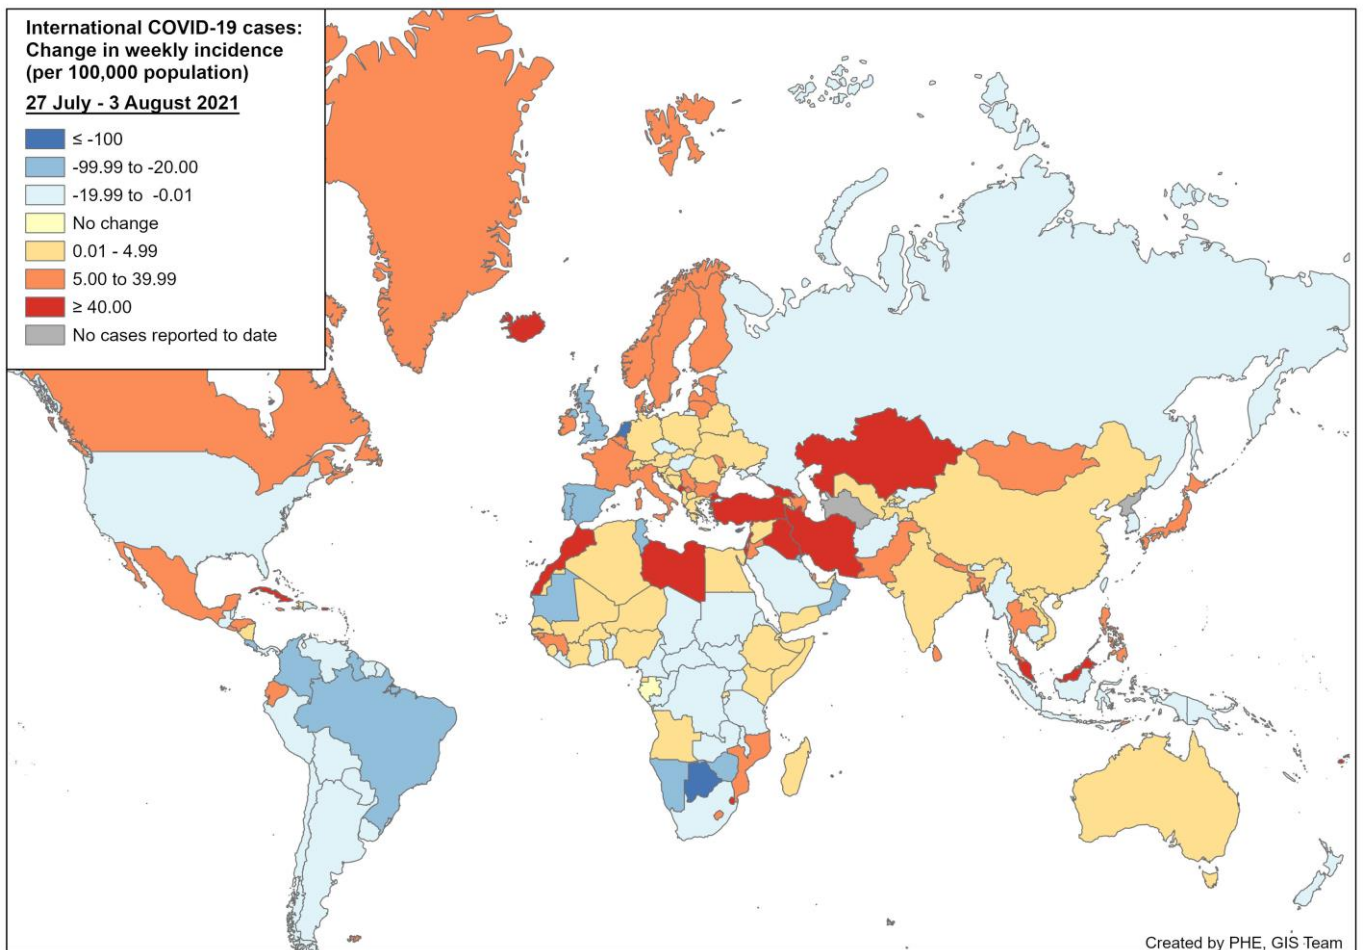 International COVID-19 cases:
Change in weekly incidence
(per 100,000 population)
27 July - 3 August 2021
≤ -100
-99.99 to -20.00
-19.99 to -0.01
No change
0.01 - 4.99
5.00 to 39.99
≥ 40.00
No cases reported to date
Created by PHE, GIS Team